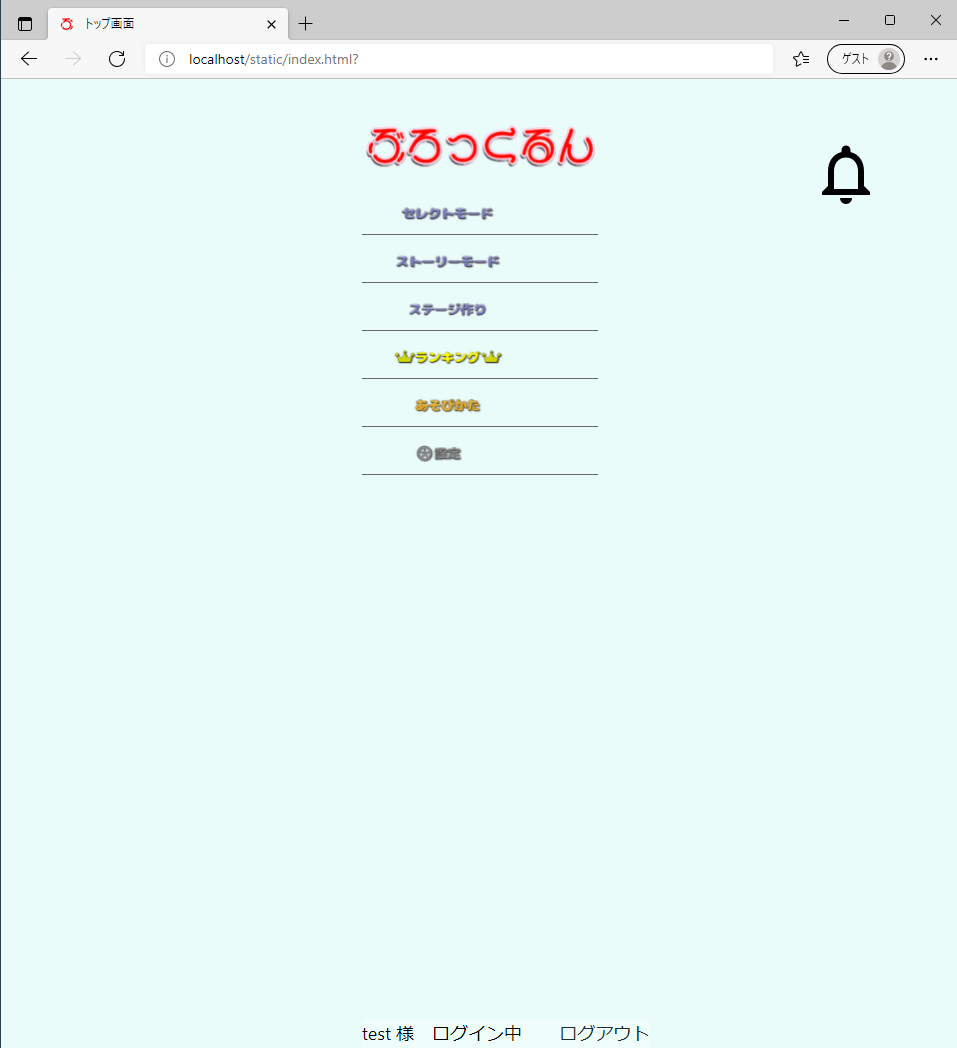 トップ画面
localhost/static/index.html?
ゲスト
ぶろっくるん
セレクトモード
ストーリーモード
ステージ作り
ランキング
あそびかた
設定
test 様 ログイン中 ログアウト